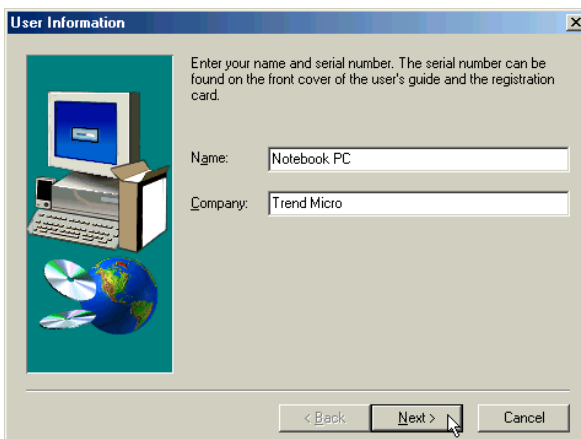 User Information
Enter your name and serial number. The serial number can be
found on the front cover of the user's guide and the registration
card.
Name: Notebook PC
Company: Trend Micro
< Back Next > Cancel